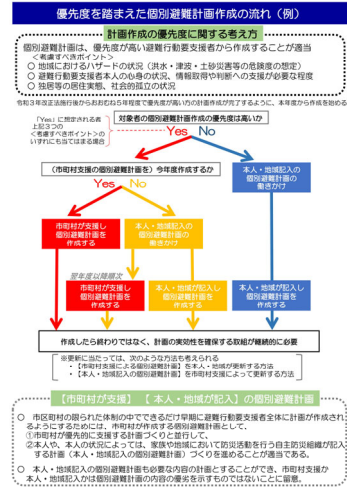 優先度を踏まえた個別避難計画作成の流れ（例）
計画作成の優先度に関する考え方
個別避難計画は、優先度が高い避難行動要支援者から作成することが適当
＜考慮すべきポイント＞
○ 地域におけるハザードの状況（洪水・津波・土砂災害等の危険度の想定）
○ 避難行動要支援者本人の心身の状況、情報取得や判断への支援が必要な程度
○ 独居等の居住実態、社会的孤立の状況
令和３年改正法施行後からおおむね５年程度で優先度が高い方の計画作成が完了するように、本年度から作成を始める
「Yes」に想定される者
上記３つの
＜考慮すべきポイント＞の
いずれにも当てはまる場合
対象者の個別避難計画作成の優先度は高いか
Yes No
（市町村支援の個別避難計画を）今年度作成するか
Yes No
本人・地域記入の
個別避難計画の
働きかけ
市町村が支援し
個別避難計画を
作成する
本人・地域記入の
個別避難計画の
働きかけ
翌年度以降順次
市町村が支援し
個別避難計画を
作成する
本人・地域が記入し
個別避難計画を
作成する
本人・地域が記入し
個別避難計画を
作成する
作成したら終わりではなく、計画の実効性を確保する取組が継続的に必要
※更新に当たっては、次のような方法も考えられる
・【市町村支援による個別避難計画】を本人・地域が更新する方法
・【本人・地域記入の個別避難計画】を市町村支援によって更新する方法
【市町村が支援】【 本人・地域が記入】の個別避難計画
○ 市区町村の限られた体制の中でできるだけ早期に避難行動要支援者全体に計画が作成され
るようにするためには、市町村が作成する個別避難計画として、
①市町村が優先的に支援する計画づくりと並行して、
②本人や、本人の状況によっては、家族や地域において防災活動を行う自主防災組織が記入
する計画（本人・地域記入の個別避難計画）づくりを進めることが適当である。
○ 本人・地域記入の個別避難計画も必要な内容の計画とすることができ、市町村支援か
本人・地域記入かは個別避難計画の内容の優劣を示すものではないことに留意。